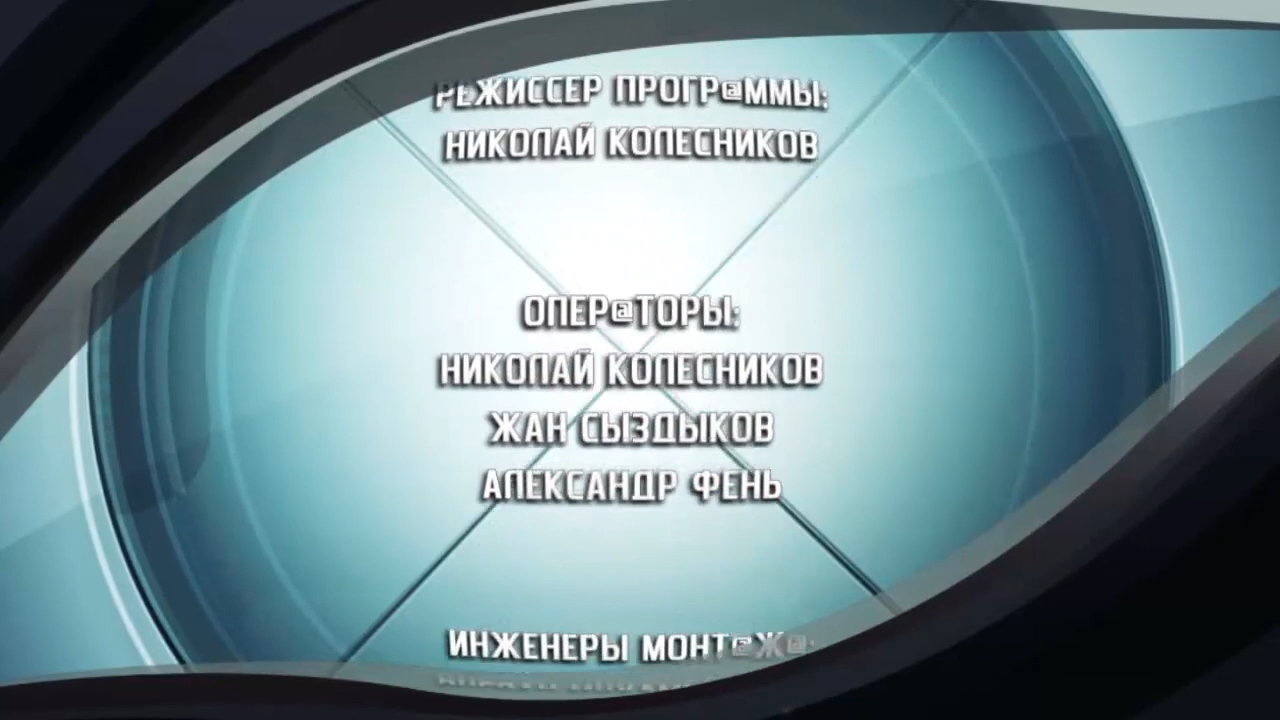 РЕЖИССЕР ПРОГР@ММЫ:
НИКОЛАЙ КОЛЕСНИКОВ
ОПЕР@ТОРЫ:
НИКОЛАЙ КОЛЕСНИКОВ
ЖАН СЫЗДЫКОВ
АЛЕКСАНДР ФЕНЬ
ИНЖЕНЕРЫ МОНТ@Ж@: